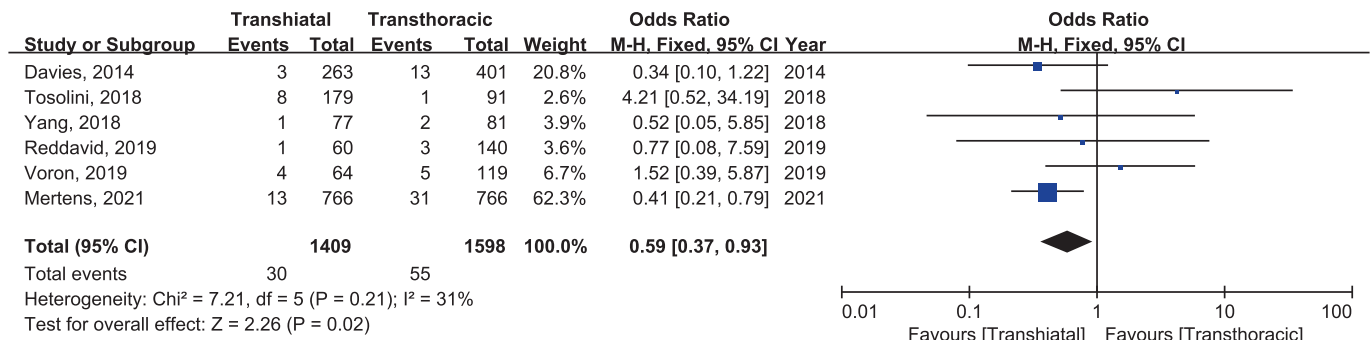 Transhiatal Transthoracic Odds Ratio Odds Ratio
Study or Subgroup Events Total Events Total Weight M-H, Fixed, 95% CI Year M-H, Fixed, 95% CI
Davies, 2014 3 263 13 401 20.8% 0.34 [0.10, 1.22] 2014
Tosolini, 2018 8 179 1 91 2.6% 4.21 [0.52, 34.19] 2018
Yang, 2018 1 77 2 81 3.9% 0.52 [0.05, 5.85] 2018
Reddavid, 2019 1 60 3 140 3.6% 0.77 [0.08, 7.59] 2019
Voron, 2019 4 64 5 119 6.7% 1.52 [0.39, 5.87] 2019
Mertens, 2021 13 766 31 766 62.3% 0.41 [0.21, 0.79] 2021
Total (95% CI) 1409 1598 100.0% 0.59 [0.37, 0.93]
Total events 30 55
Heterogeneity: Chi² = 7.21, df = 5 (P = 0.21); I² = 31%
Test for overall effect: Z = 2.26 (P = 0.02)
0.01 0.1 1 10 100
Favours [Transhiatal] Favours [Transthoracic]